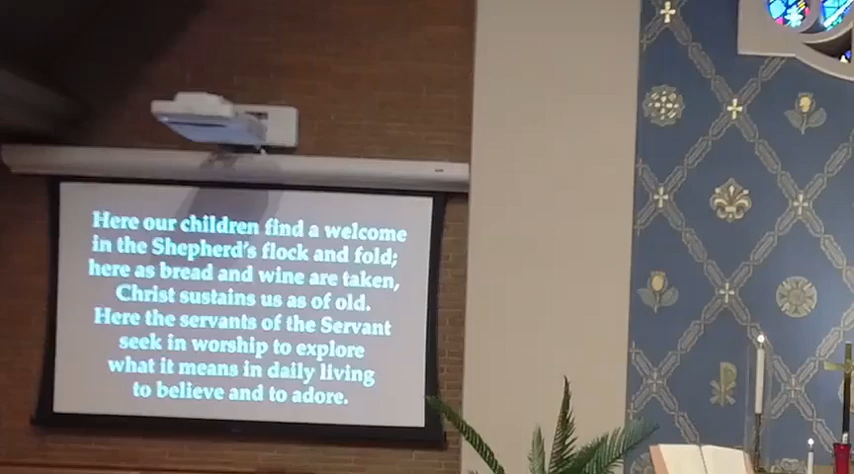 Here our children find a welcome
in the Shepherd's flock and fold;
here as bread and wine are taken,
Christ sustains us as of old.
Here the servants of the Servant
seek in worship to explore
what it means in daily living
to believe and to adore.